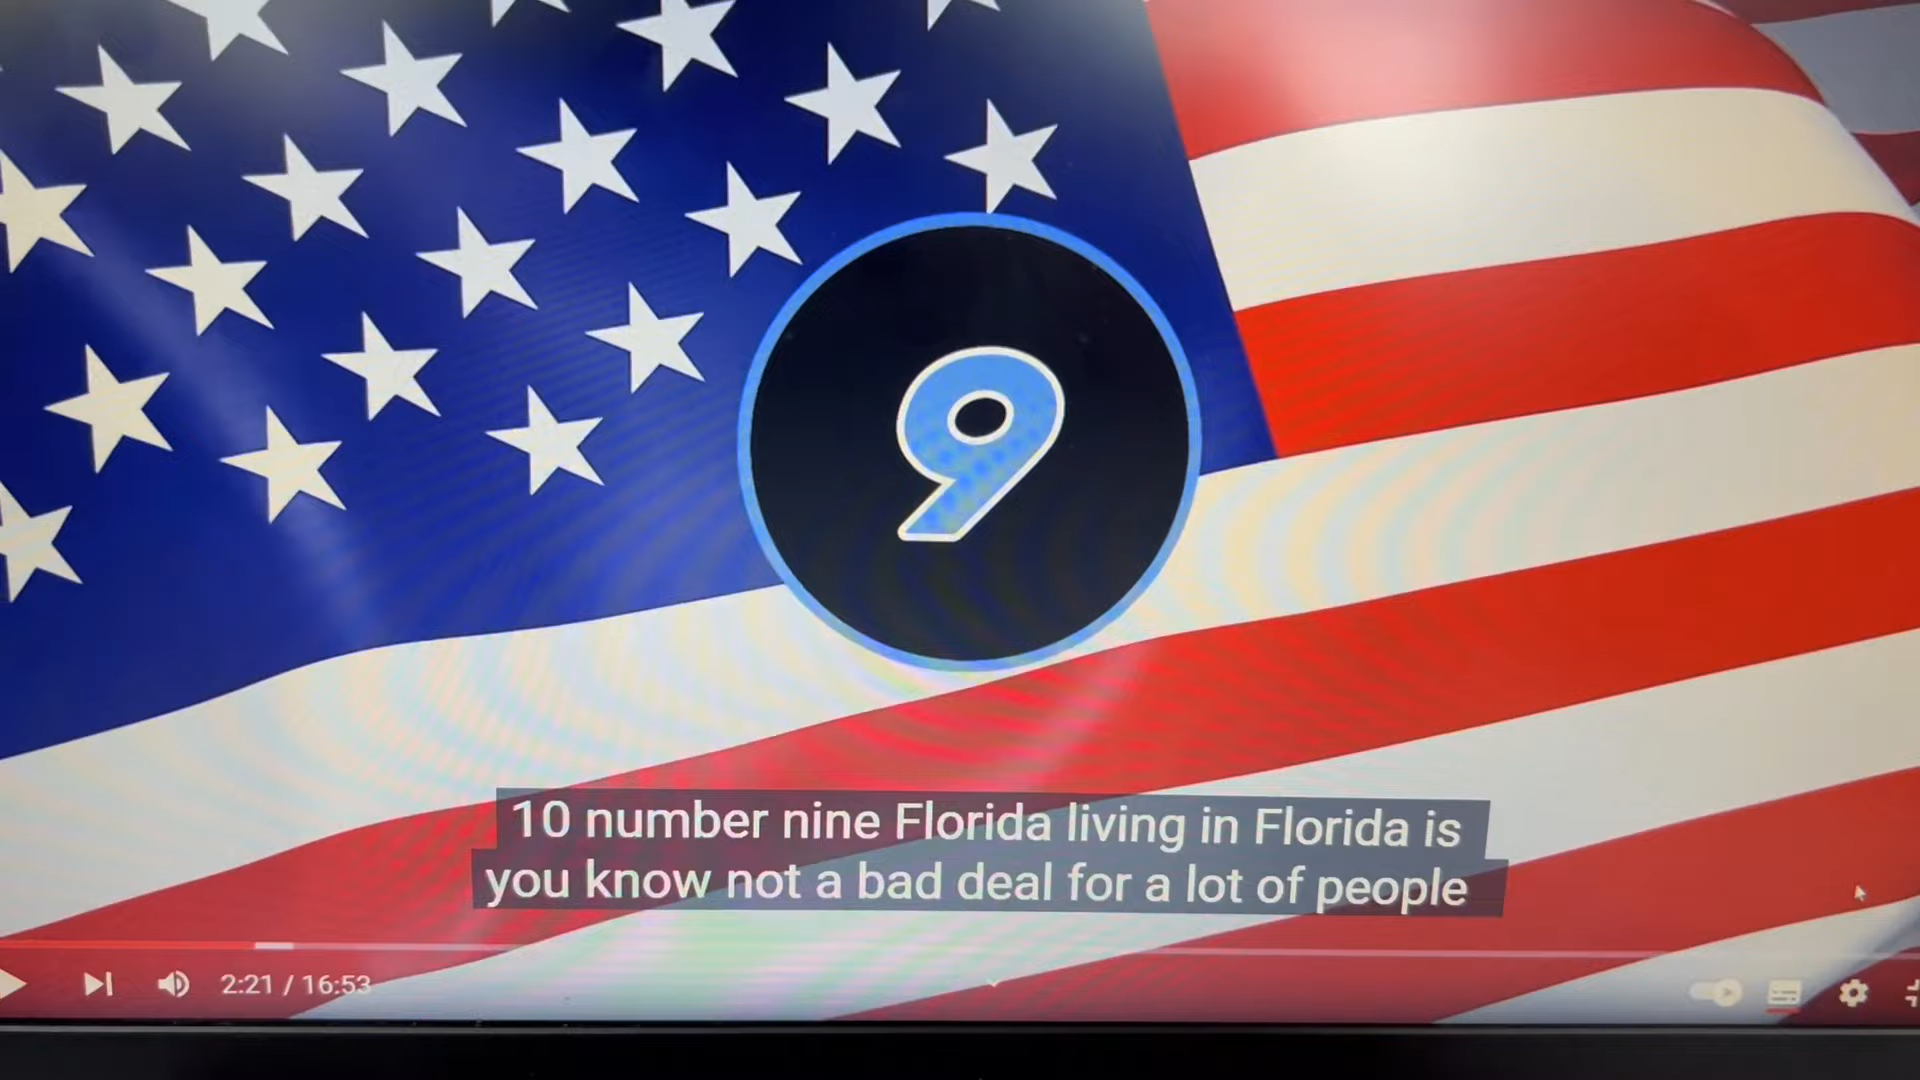 9
10 number nine Florida living in Florida is
you know not a bad deal for a lot of people
2:21 / 16:53